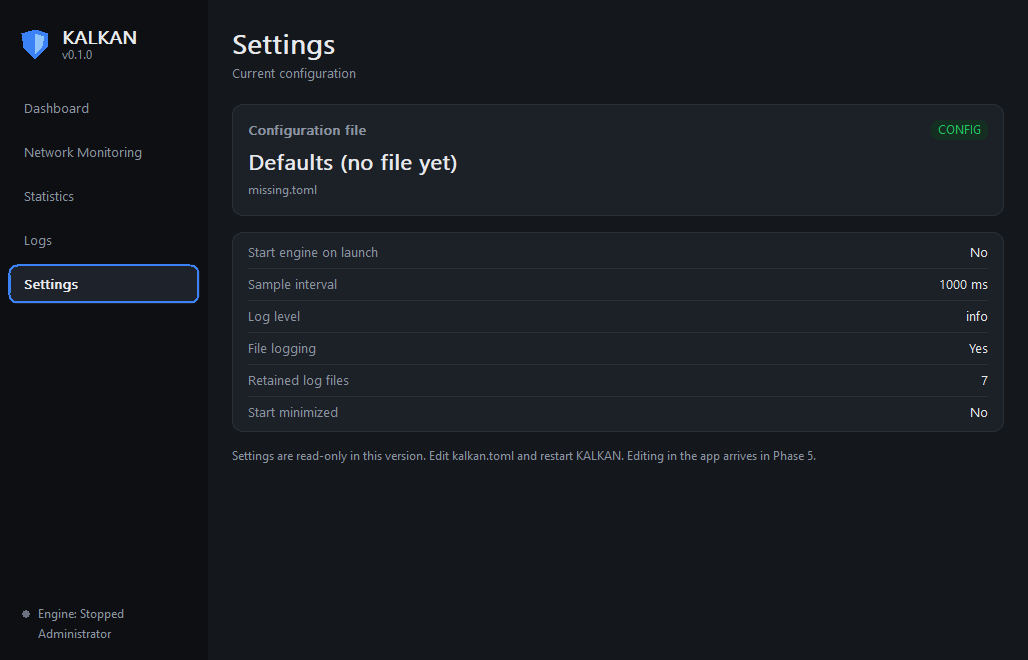 KALKAN
v0.1.0
Dashboard
Network Monitoring
Statistics
Logs
Settings
Engine: Stopped
Administrator
Settings
Current configuration
Configuration file
CONFIG
Defaults (no file yet)
missing.toml
Start engine on launch No
Sample interval 1000 ms
Log level info
File logging Yes
Retained log files 7
Start minimized No
Settings are read-only in this version. Edit kalkan.toml and restart KALKAN. Editing in the app arrives in Phase 5.